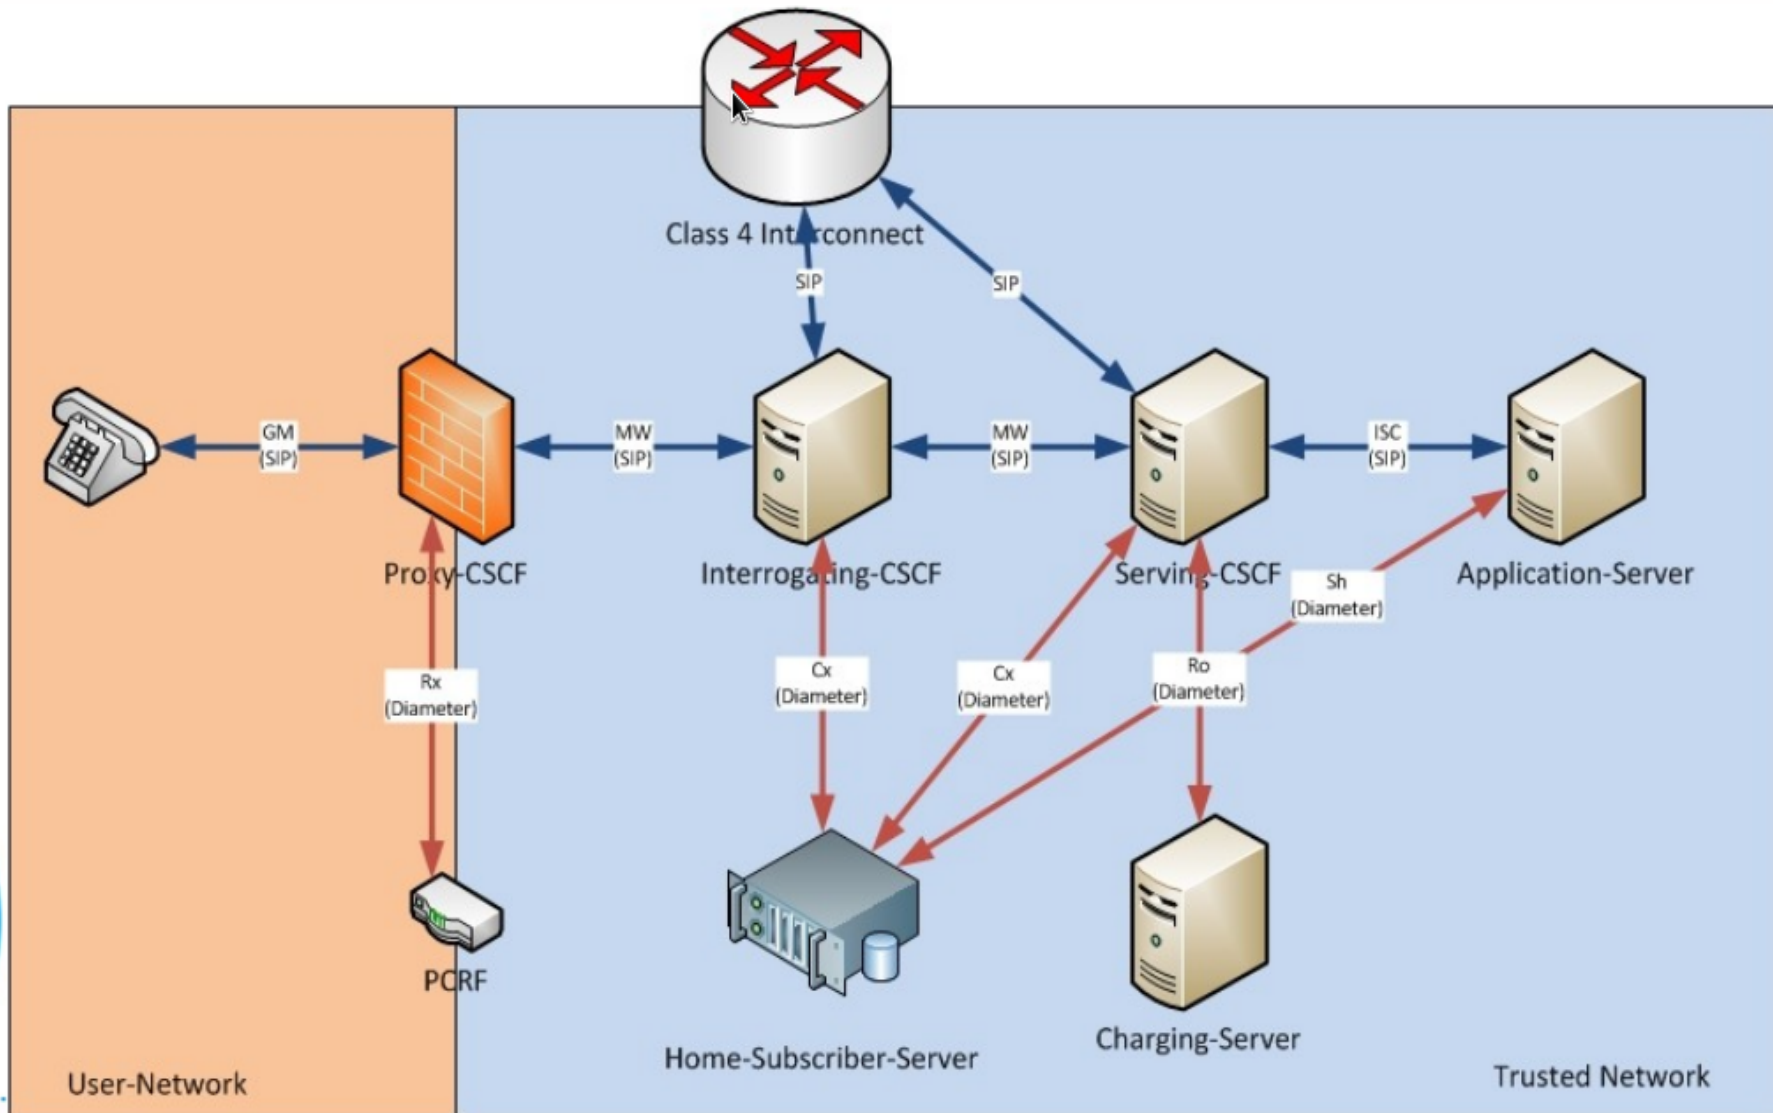 Class 4 Interconnect
SIP
SIP
GM
(SIP)
MW
(SIP)
MW
(SIP)
ISC
(SIP)
Proxy-CSCF
Interrogating-CSCF
Serving-CSCF
Application-Server
Sh
(Diameter)
Rx
(Diameter)
Cx
(Diameter)
Cx
(Diameter)
Ro
(Diameter)
PCRF
Home-Subscriber-Server
Charging-Server
User-Network
Trusted Network